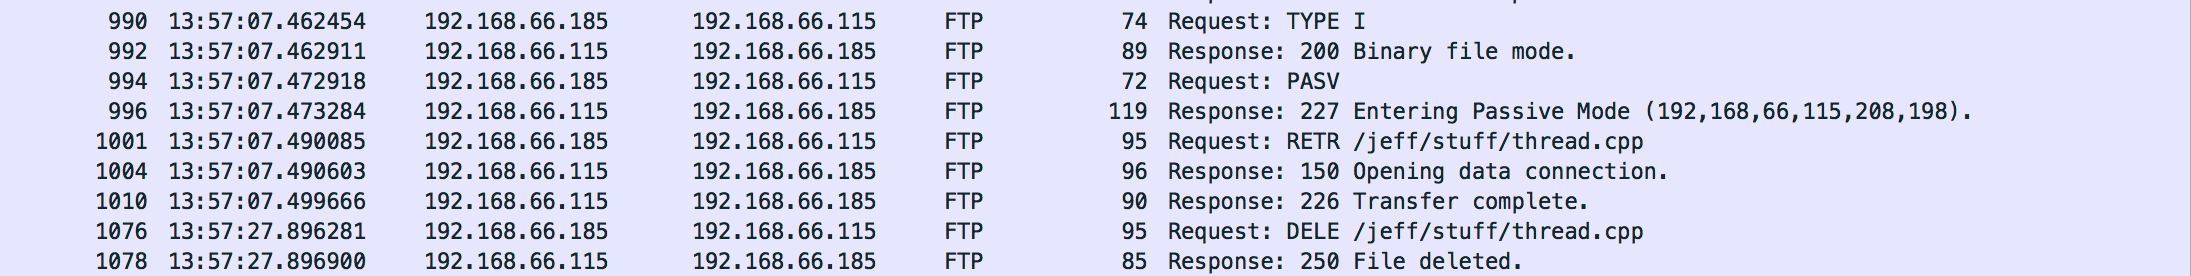 990 13:57:07.462454 192.168.66.185 192.168.66.115 FTP 74 Request: TYPE I
992 13:57:07.462911 192.168.66.115 192.168.66.185 FTP 89 Response: 200 Binary file mode.
994 13:57:07.472918 192.168.66.185 192.168.66.115 FTP 72 Request: PASV
996 13:57:07.473284 192.168.66.115 192.168.66.185 FTP 119 Response: 227 Entering Passive Mode (192,168,66,115,208,198).
1001 13:57:07.490085 192.168.66.185 192.168.66.115 FTP 95 Request: RETR /jeff/stuff/thread.cpp
1004 13:57:07.490603 192.168.66.115 192.168.66.185 FTP 96 Response: 150 Opening data connection.
1010 13:57:07.499666 192.168.66.115 192.168.66.185 FTP 90 Response: 226 Transfer complete.
1076 13:57:27.896281 192.168.66.185 192.168.66.115 FTP 95 Request: DELE /jeff/stuff/thread.cpp
1078 13:57:27.896900 192.168.66.115 192.168.66.185 FTP 85 Response: 250 File deleted.